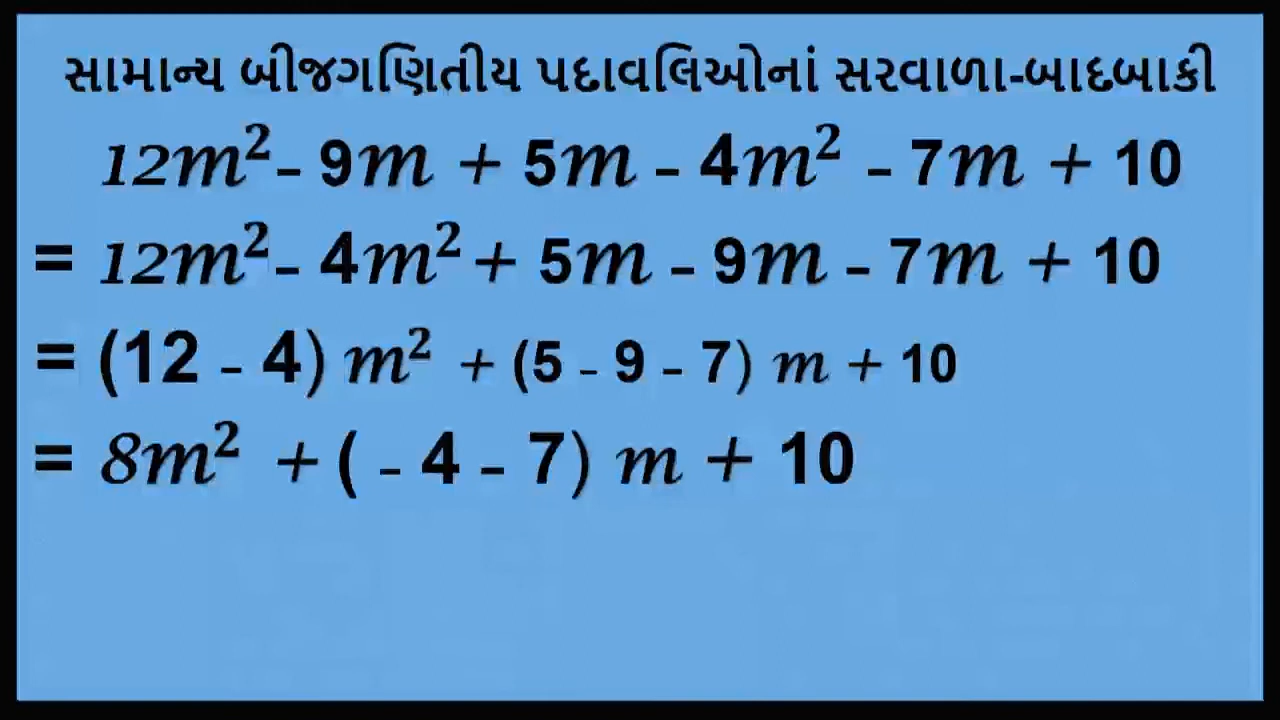 સામાન્ય બીજગણિતીય પદાવલિઓનાં સરવાળા-બાદબાકી
12m² - 9m + 5m - 4m² - 7m + 10
= 12m² - 4m² + 5m - 9m - 7m + 10
= (12 - 4) m² + (5 - 9 - 7) m + 10
= 8m² + ( - 4 - 7) m + 10